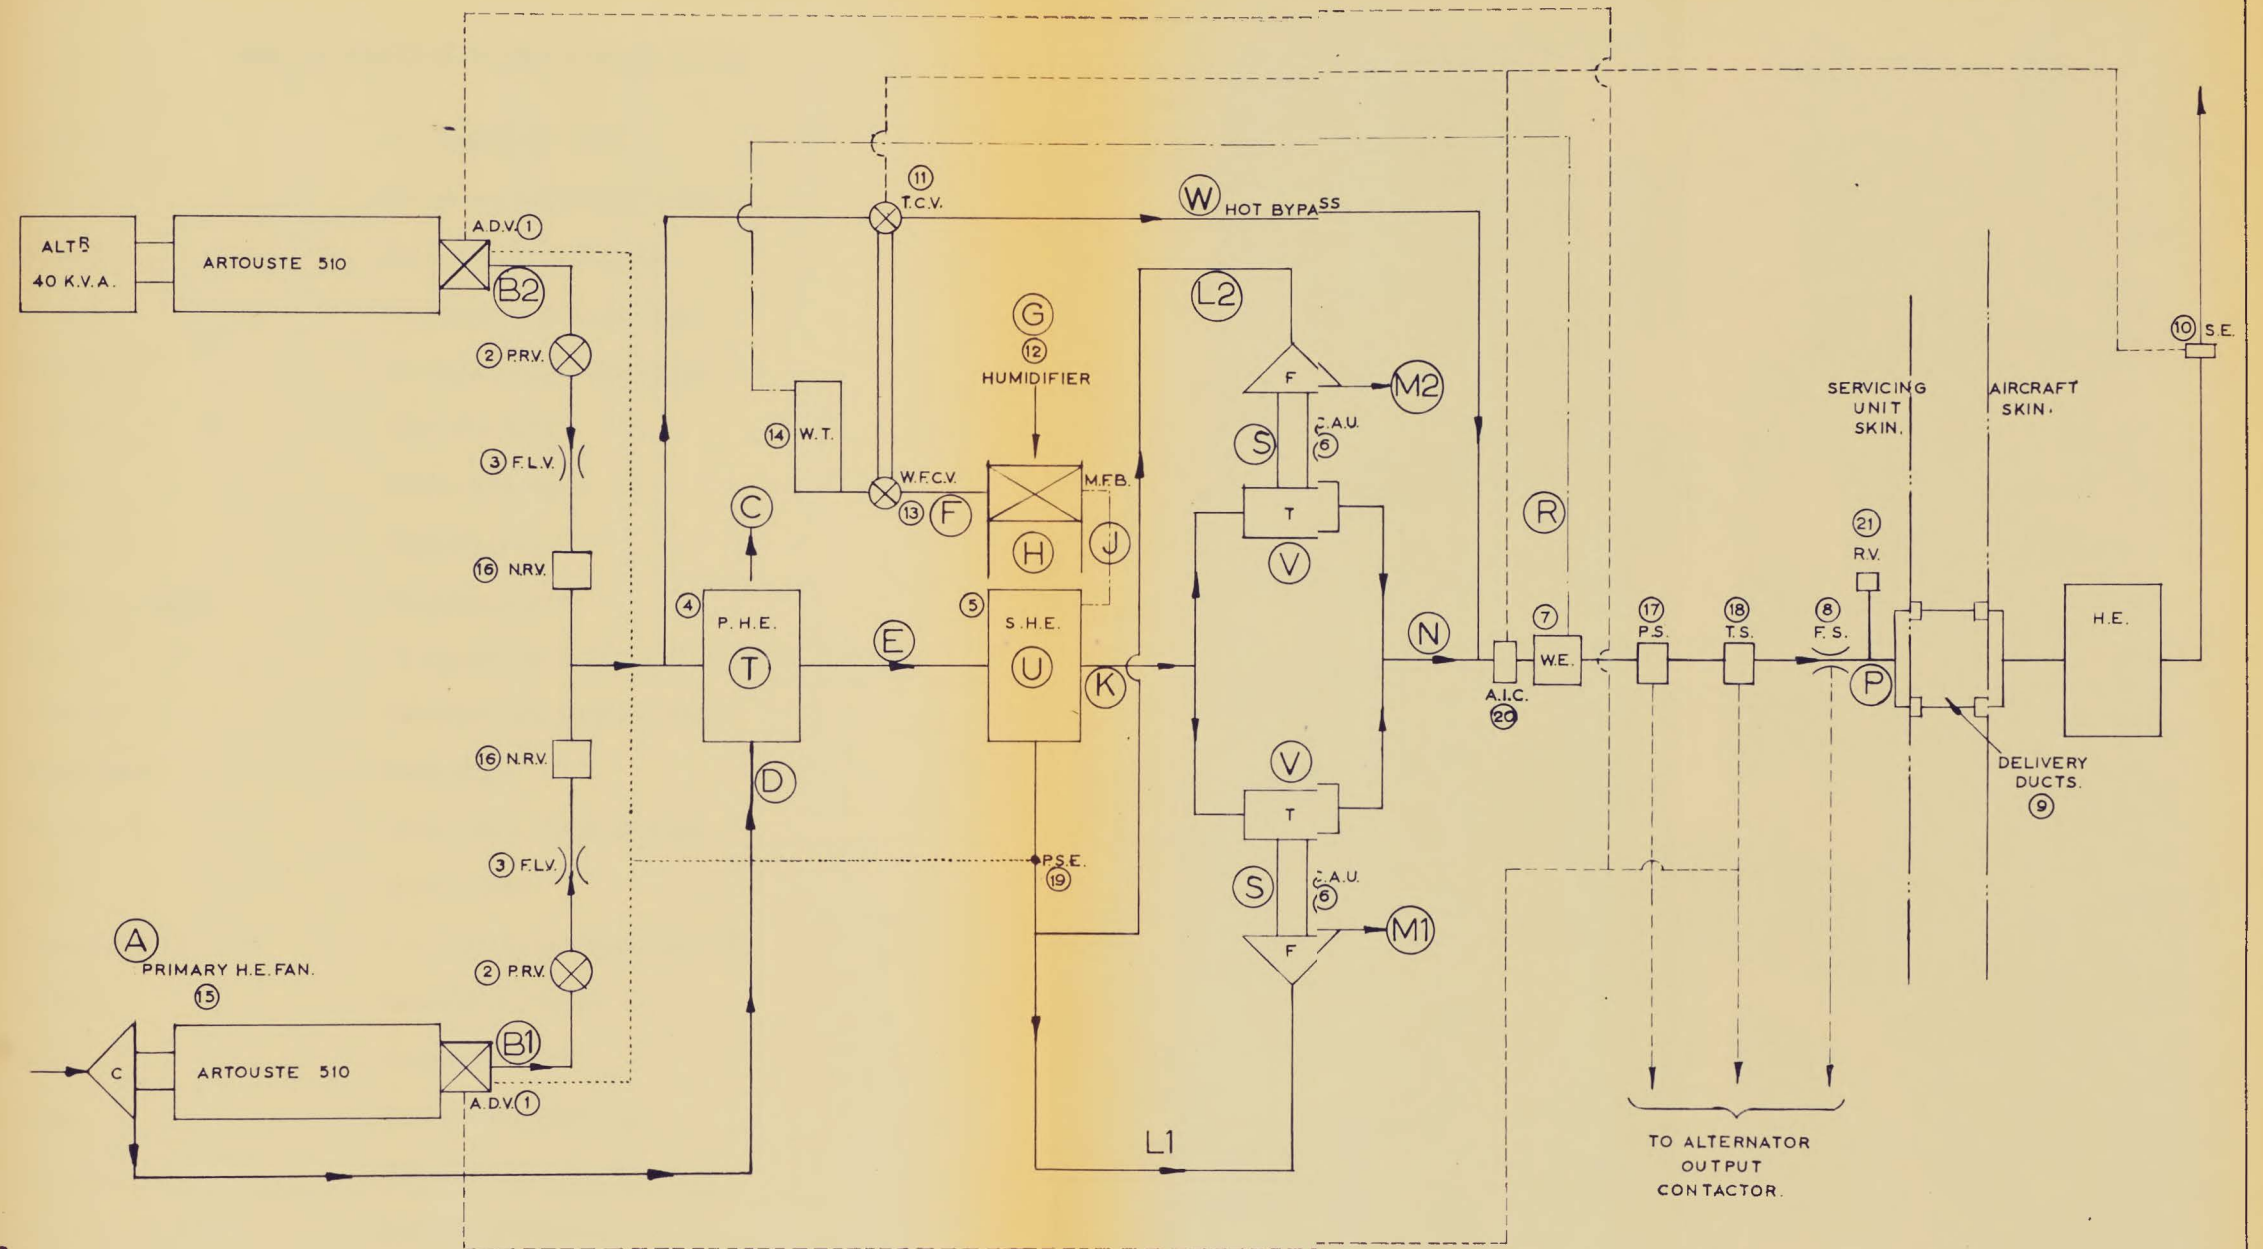 ALTR
40 K.V.A.
ARTOUSTE 510
A.D.V. 1
B2
2 P.R.V.
3 F.L.V.
16 N.R.V.
16 N.R.V.
3 F.L.V.
2 P.R.V.
A
PRIMARY H.E. FAN.
15
C
ARTOUSTE 510
B1
A.D.V. 1
11
T.C.V.
W HOT BYPASS
G
12
HUMIDIFIER
14 W.T.
W.F.C.V.
13 F
M.F.B.
H
J
C
4
P.H.E.
T
D
E
5
S.H.E.
U
K
P.S.E.
19
L1
L2
F
M2
S
.A.U.
6
T
V
V
T
S
.A.U.
6
F
M1
N
A.I.C.
20
R
7
W.E.
17
P.S.
18
T.S.
8
F.S.
21
R.V.
P
SERVICING
UNIT
SKIN.
AIRCRAFT
SKIN.
DELIVERY
DUCTS.
9
H.E.
10 S.E.
TO ALTERNATOR
OUTPUT
CONTACTOR.